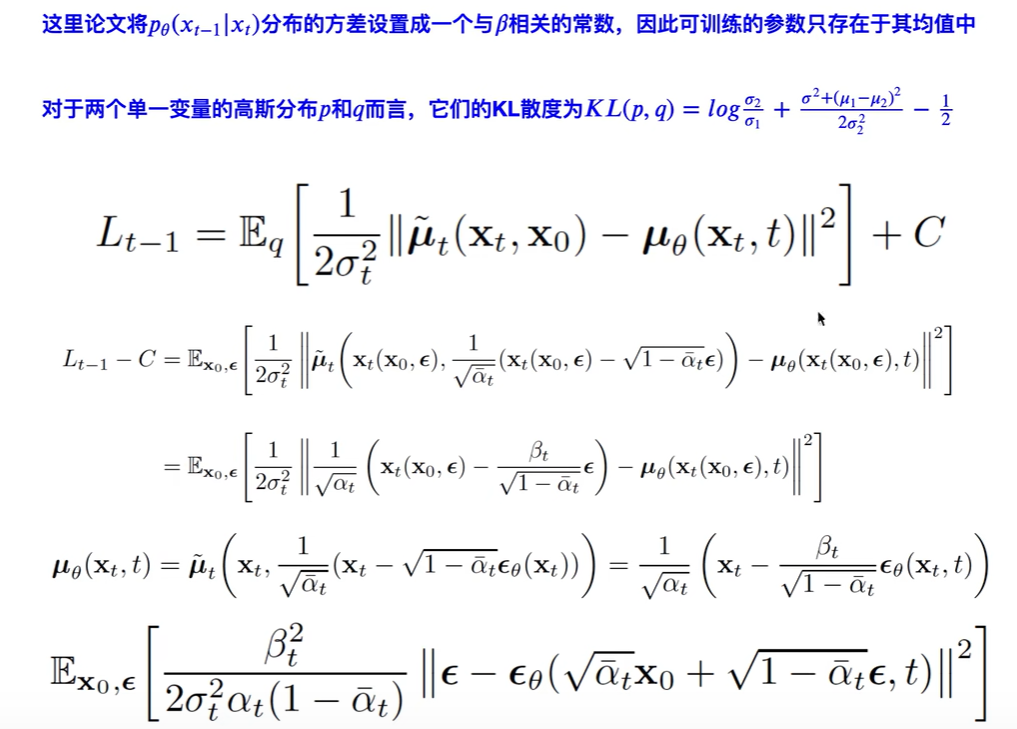 这里论文将$p_\theta(x_{t-1}|x_t)$分布的方差设置成一个与$\beta$相关的常数，因此可训练的参数只存在于其均值中
对于两个单一变量的高斯分布$p$和$q$而言，它们的KL散度为$KL(p, q) = log\frac{\sigma_2}{\sigma_1} + \frac{\sigma^2+(\mu_1-\mu_2)^2}{2\sigma_2^2} - \frac{1}{2}$
$L_{t-1} = \mathbb{E}_q\left[\frac{1}{2\sigma_t^2}\|\tilde{\boldsymbol{\mu}}_t(\mathbf{x}_t, \mathbf{x}_0) - \boldsymbol{\mu}_\theta(\mathbf{x}_t, t)\|^2\right] + C$
$L_{t-1} - C = \mathbb{E}_{\mathbf{x}_0,\boldsymbol{\epsilon}}\left[\frac{1}{2\sigma_t^2}\left\|\tilde{\boldsymbol{\mu}}_t\left(\mathbf{x}_t(\mathbf{x}_0, \boldsymbol{\epsilon}), \frac{1}{\sqrt{\bar{\alpha}_t}}(\mathbf{x}_t(\mathbf{x}_0, \boldsymbol{\epsilon}) - \sqrt{1-\bar{\alpha}_t}\boldsymbol{\epsilon})\right) - \boldsymbol{\mu}_\theta(\mathbf{x}_t(\mathbf{x}_0, \boldsymbol{\epsilon}), t)\right\|^2\right]$
$= \mathbb{E}_{\mathbf{x}_0,\boldsymbol{\epsilon}}\left[\frac{1}{2\sigma_t^2}\left\|\frac{1}{\sqrt{\alpha_t}}\left(\mathbf{x}_t(\mathbf{x}_0, \boldsymbol{\epsilon}) - \frac{\beta_t}{\sqrt{1-\bar{\alpha}_t}}\boldsymbol{\epsilon}\right) - \boldsymbol{\mu}_\theta(\mathbf{x}_t(\mathbf{x}_0, \boldsymbol{\epsilon}), t)\right\|^2\right]$
$\boldsymbol{\mu}_\theta(\mathbf{x}_t, t) = \tilde{\boldsymbol{\mu}}_t\left(\mathbf{x}_t, \frac{1}{\sqrt{\bar{\alpha}_t}}(\mathbf{x}_t - \sqrt{1-\bar{\alpha}_t}\boldsymbol{\epsilon}_\theta(\mathbf{x}_t))\right) = \frac{1}{\sqrt{\alpha_t}}\left(\mathbf{x}_t - \frac{\beta_t}{\sqrt{1-\bar{\alpha}_t}}\boldsymbol{\epsilon}_\theta(\mathbf{x}_t, t)\right)$
$\mathbb{E}_{\mathbf{x}_0,\boldsymbol{\epsilon}}\left[\frac{\beta_t^2}{2\sigma_t^2\alpha_t(1-\bar{\alpha}_t)}\left\|\boldsymbol{\epsilon} - \boldsymbol{\epsilon}_\theta(\sqrt{\bar{\alpha}_t}\mathbf{x}_0 + \sqrt{1-\bar{\alpha}_t}\boldsymbol{\epsilon}, t)\right\|^2\right]$